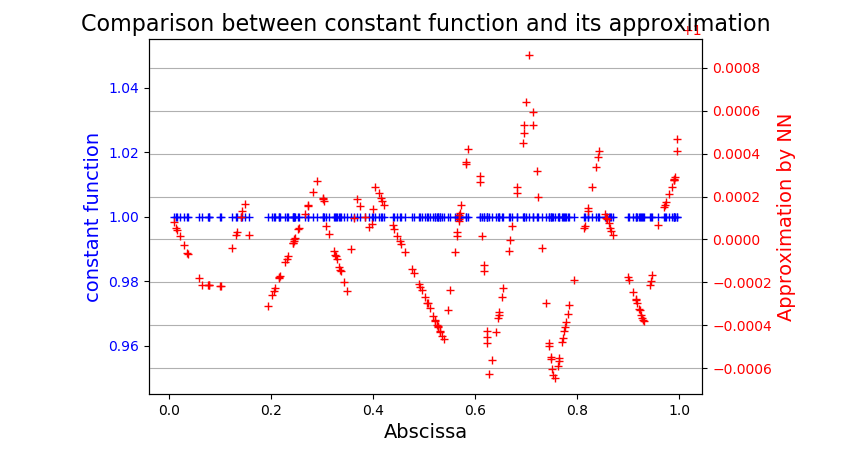 Comparison between constant function and its approximation
+1
1.04
1.02
1.00
0.98
0.96
constant function
0.0008
0.0006
0.0004
0.0002
0.0000
−0.0002
−0.0004
−0.0006
Approximation by NN
0.0 0.2 0.4 0.6 0.8 1.0
Abscissa